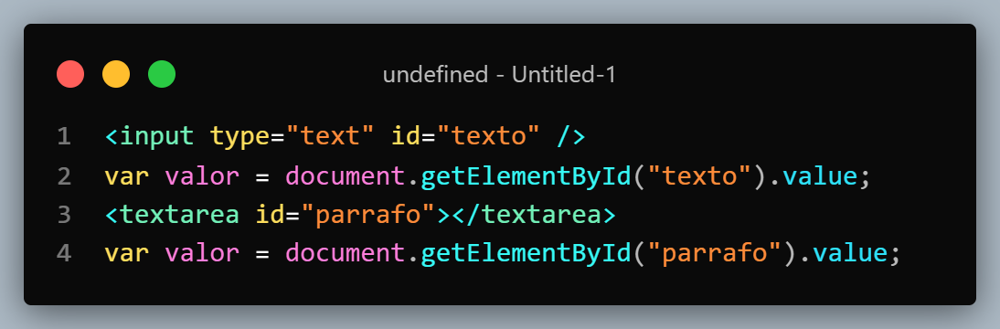 undefined - Untitled-1
1 <input type="text" id="texto" />
2 var valor = document.getElementById("texto").value;
3 <textarea id="parrafo"></textarea>
4 var valor = document.getElementById("parrafo").value;